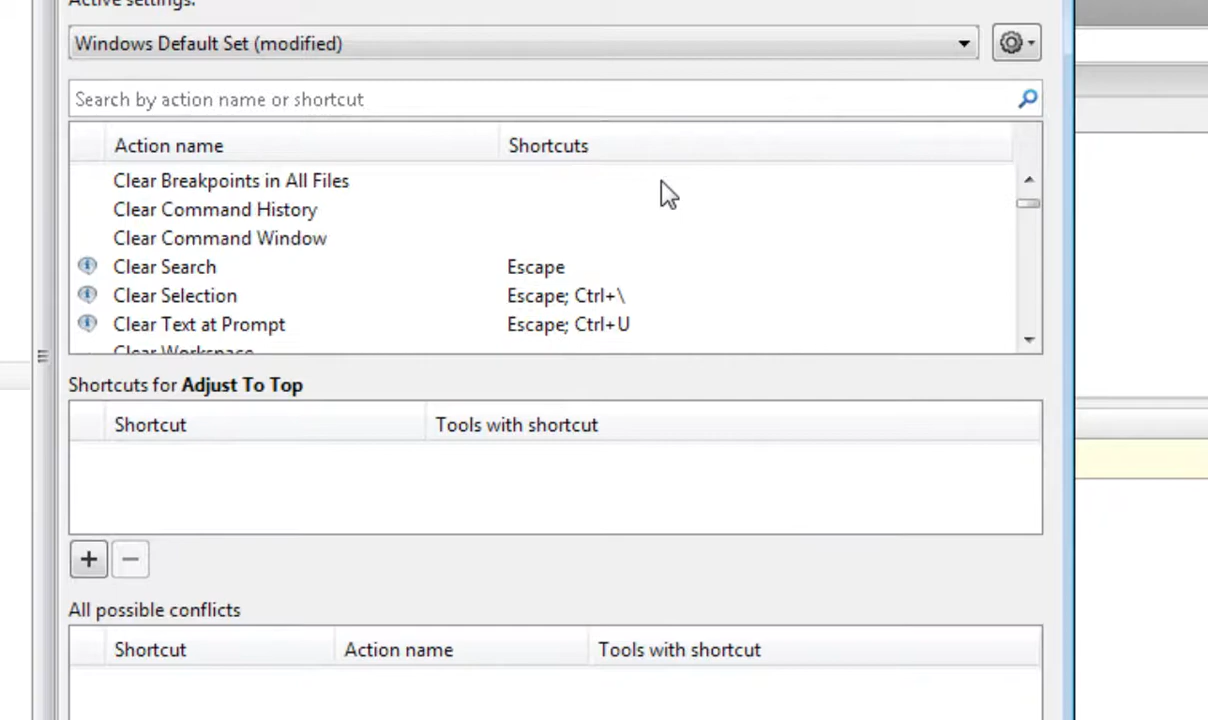 Active settings:
Windows Default Set (modified)
Search by action name or shortcut
Action name Shortcuts
Clear Breakpoints in All Files
Clear Command History
Clear Command Window
Clear Search Escape
Clear Selection Escape; Ctrl+\
Clear Text at Prompt Escape; Ctrl+U
Clear Workspace
Shortcuts for Adjust To Top
Shortcut Tools with shortcut
All possible conflicts
Shortcut Action name Tools with shortcut